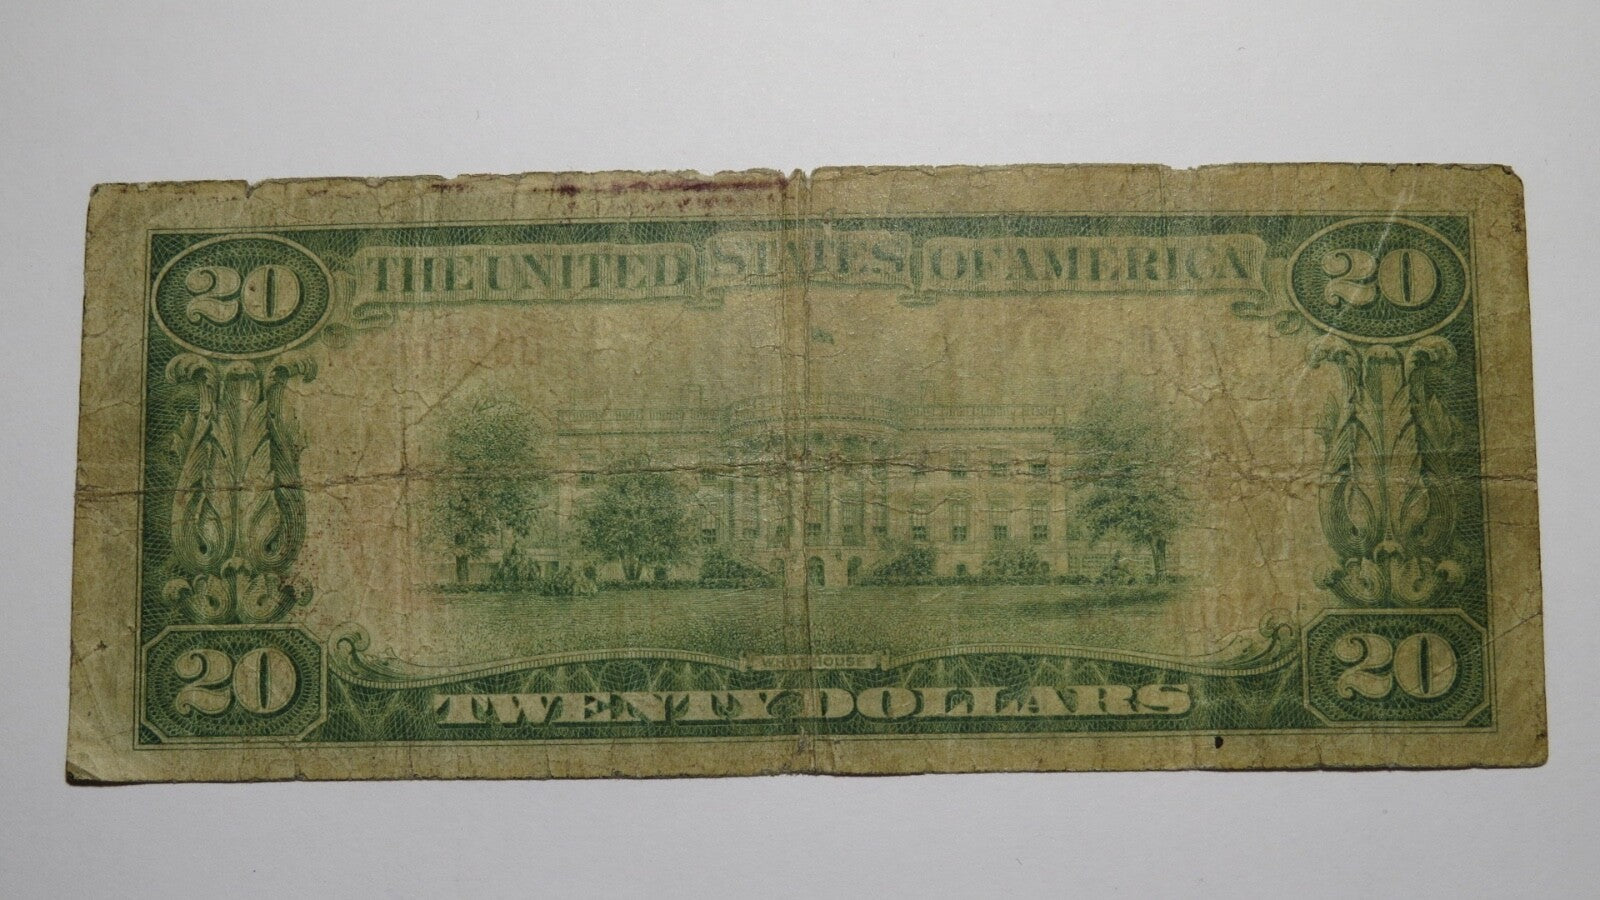 20 THE UNITED STATES OF AMERICA 20
WHITE HOUSE
20 TWENTY DOLLARS 20